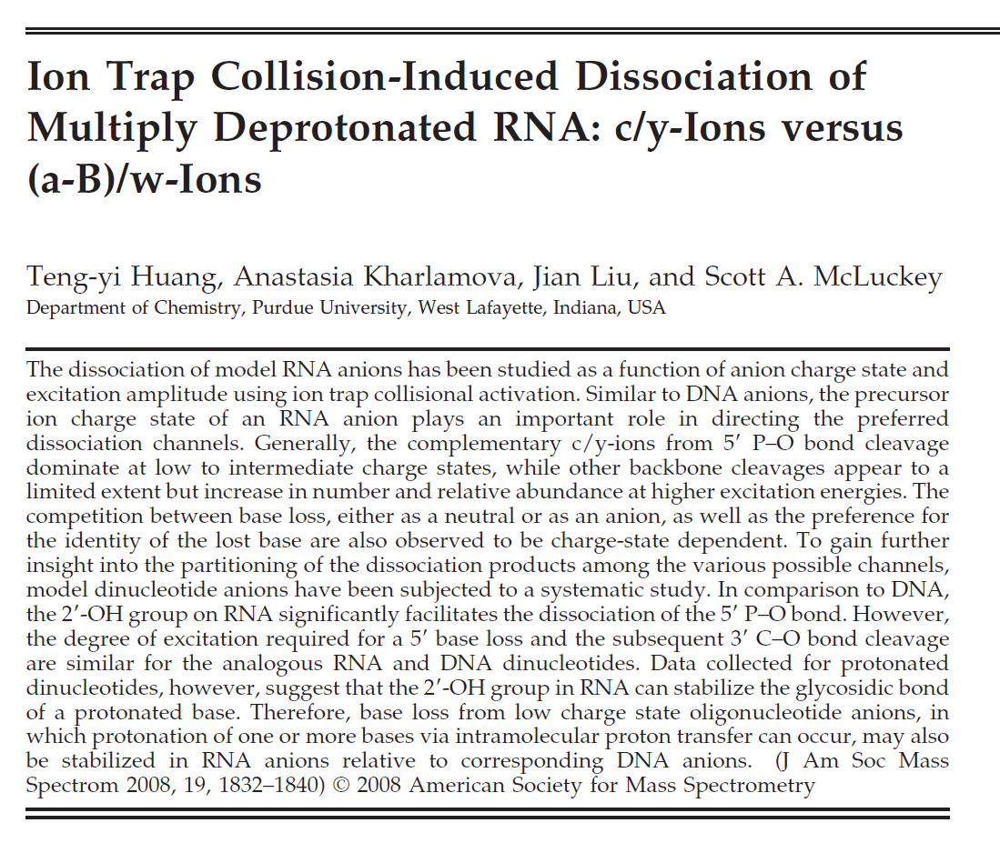 Ion Trap Collision-Induced Dissociation of
Multiply Deprotonated RNA: c/y-Ions versus
(a-B)/w-Ions
Teng-yi Huang, Anastasia Kharlamova, Jian Liu, and Scott A. McLuckey
Department of Chemistry, Purdue University, West Lafayette, Indiana, USA
The dissociation of model RNA anions has been studied as a function of anion charge state and
excitation amplitude using ion trap collisional activation. Similar to DNA anions, the precursor
ion charge state of an RNA anion plays an important role in directing the preferred
dissociation channels. Generally, the complementary c/y-ions from 5′ P–O bond cleavage
dominate at low to intermediate charge states, while other backbone cleavages appear to a
limited extent but increase in number and relative abundance at higher excitation energies. The
competition between base loss, either as a neutral or as an anion, as well as the preference for
the identity of the lost base are also observed to be charge-state dependent. To gain further
insight into the partitioning of the dissociation products among the various possible channels,
model dinucleotide anions have been subjected to a systematic study. In comparison to DNA,
the 2′-OH group on RNA significantly facilitates the dissociation of the 5′ P–O bond. However,
the degree of excitation required for a 5′ base loss and the subsequent 3′ C–O bond cleavage
are similar for the analogous RNA and DNA dinucleotides. Data collected for protonated
dinucleotides, however, suggest that the 2′-OH group in RNA can stabilize the glycosidic bond
of a protonated base. Therefore, base loss from low charge state oligonucleotide anions, in
which protonation of one or more bases via intramolecular proton transfer can occur, may also
be stabilized in RNA anions relative to corresponding DNA anions. (J Am Soc Mass
Spectrom 2008, 19, 1832–1840) © 2008 American Society for Mass Spectrometry